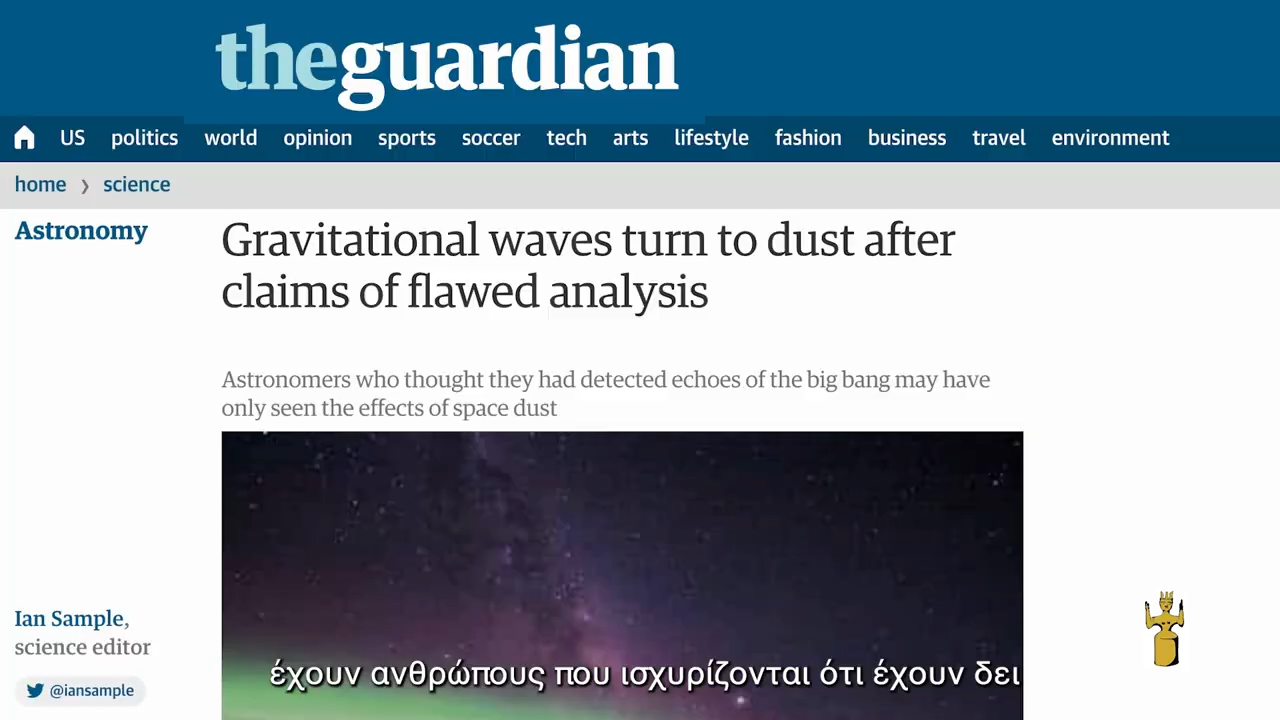 theguardian
US politics world opinion sports soccer tech arts lifestyle fashion business travel environment
home science
Astronomy
Gravitational waves turn to dust after
claims of flawed analysis
Astronomers who thought they had detected echoes of the big bang may have
only seen the effects of space dust
Ian Sample,
science editor
@iansample
έχουν ανθρώπους που ισχυρίζονται ότι έχουν δει